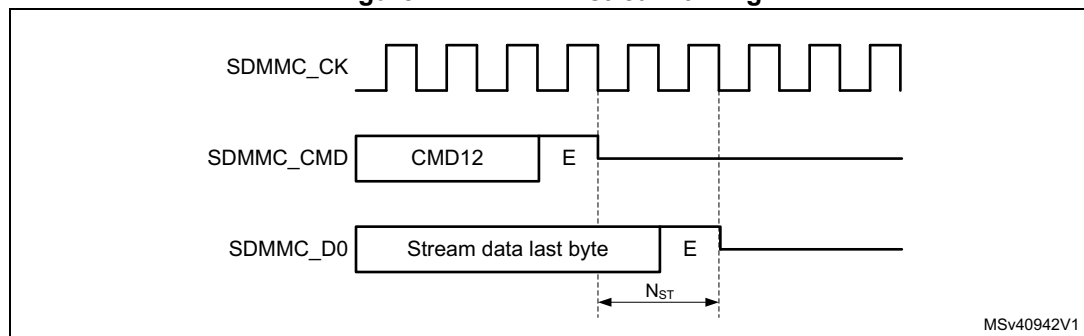 SDMMC_CK
SDMMC_CMD CMD12 E
SDMMC_D0 Stream data last byte E
NST
MSv40942V1